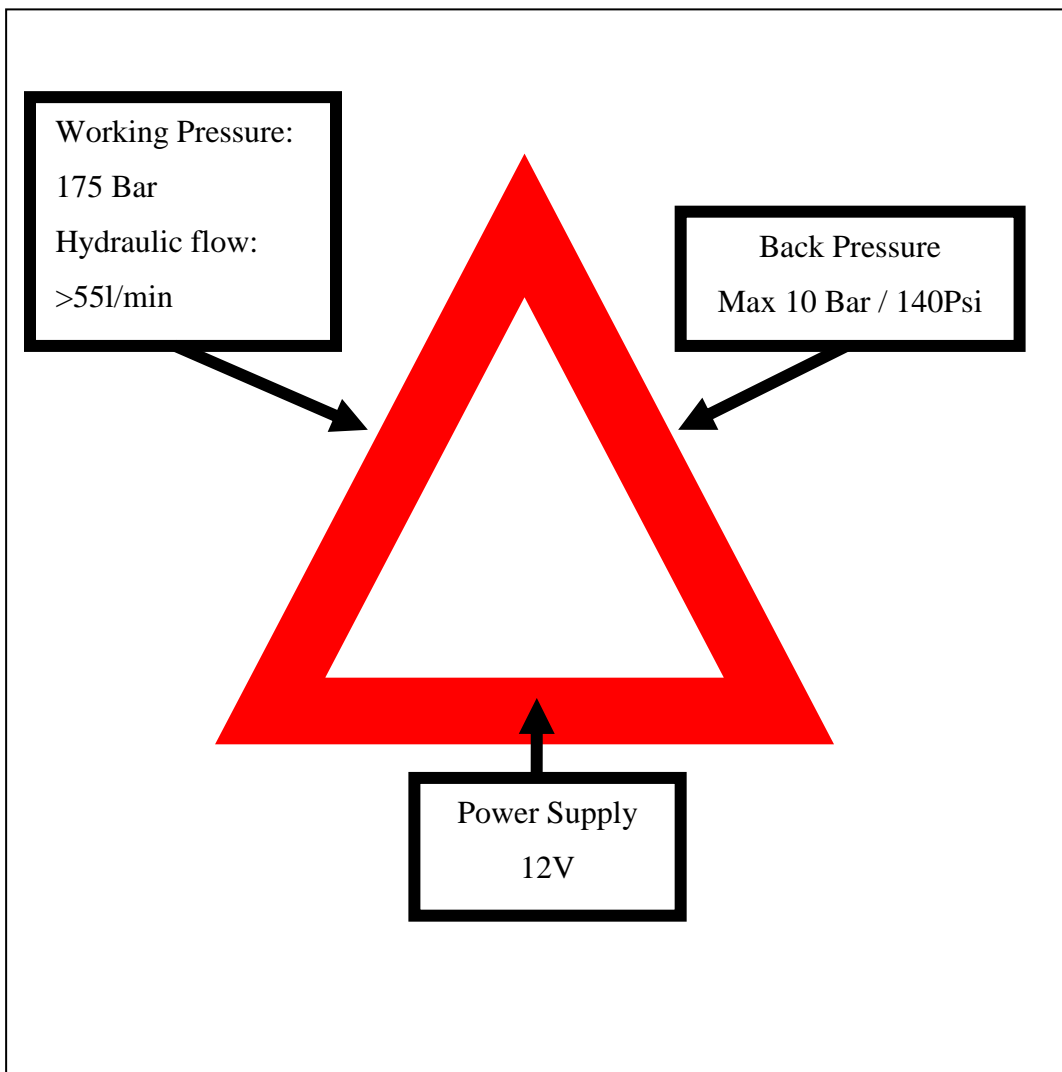 Working Pressure:
175 Bar
Hydraulic flow:
>55l/min
Back Pressure
Max 10 Bar / 140Psi
Power Supply
12V